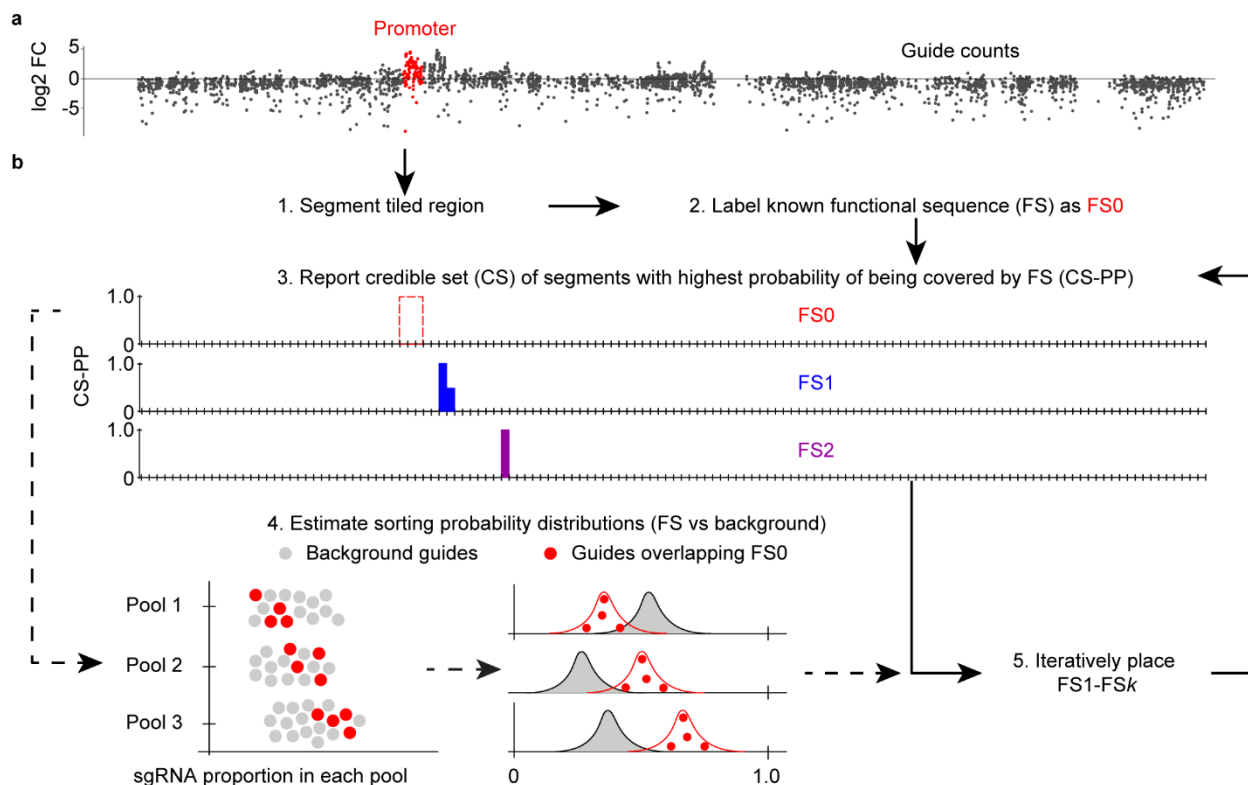 a
Promoter
Guide counts
log2 FC
5
0
-5
b
1. Segment tiled region
2. Label known functional sequence (FS) as FS0
3. Report credible set (CS) of segments with highest probability of being covered by FS (CS-PP)
CS-PP
1.0
0
FS0
1.0
0
FS1
1.0
0
FS2
4. Estimate sorting probability distributions (FS vs background)
Background guides
Guides overlapping FS0
Pool 1
Pool 2
Pool 3
sgRNA proportion in each pool
0
1.0
5. Iteratively place
FS1-FSk